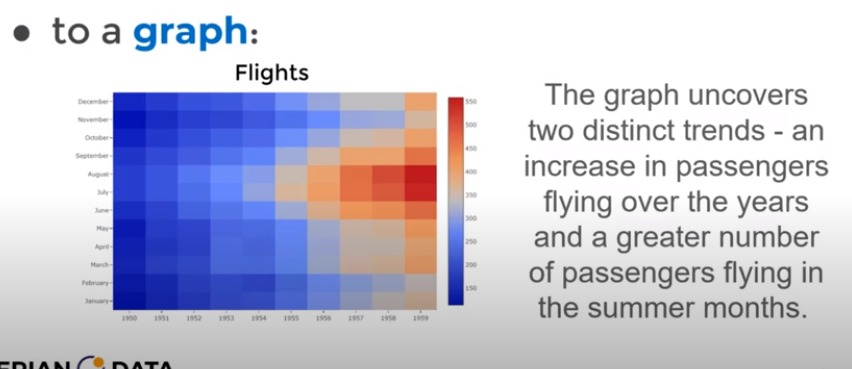 ● to a graph:
Flights
December
November
October
September
August
July
June
May
April
March
February
January
1950 1951 1952 1953 1954 1955 1956 1957 1958 1959
550
500
450
400
350
300
250
200
150
The graph uncovers
two distinct trends - an
increase in passengers
flying over the years
and a greater number
of passengers flying in
the summer months.
ERIAN DATA